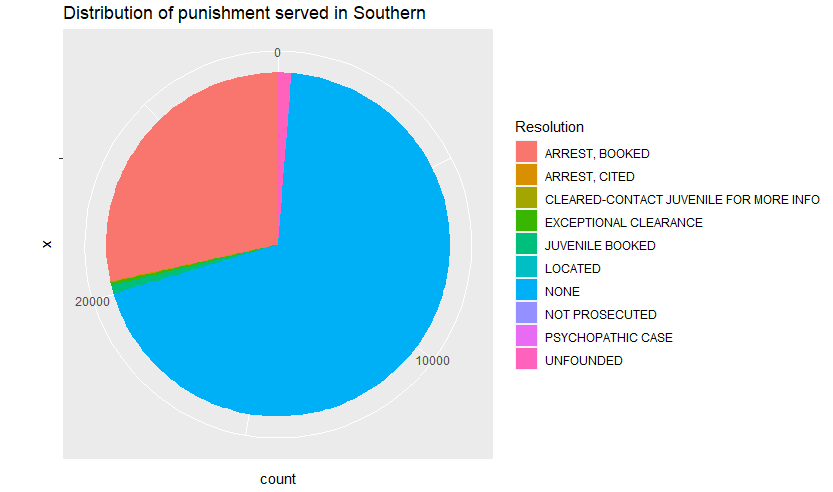 Distribution of punishment served in Southern
0
10000
20000
x
count
Resolution
ARREST, BOOKED
ARREST, CITED
CLEARED-CONTACT JUVENILE FOR MORE INFO
EXCEPTIONAL CLEARANCE
JUVENILE BOOKED
LOCATED
NONE
NOT PROSECUTED
PSYCHOPATHIC CASE
UNFOUNDED